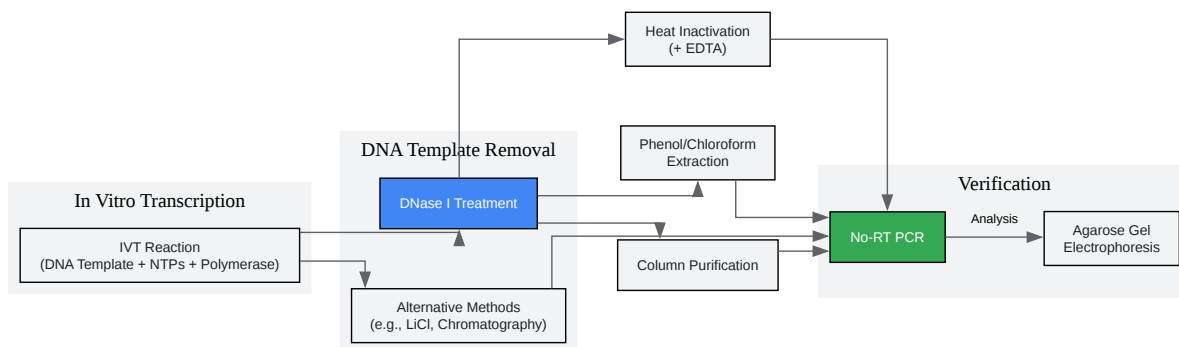 In Vitro Transcription
IVT Reaction
(DNA Template + NTPs + Polymerase)
DNA Template Removal
DNase I Treatment
Alternative Methods
(e.g., LiCl, Chromatography)
Heat Inactivation
(+ EDTA)
Phenol/Chloroform
Extraction
Column Purification
Verification
No-RT PCR
Analysis
Agarose Gel
Electrophoresis